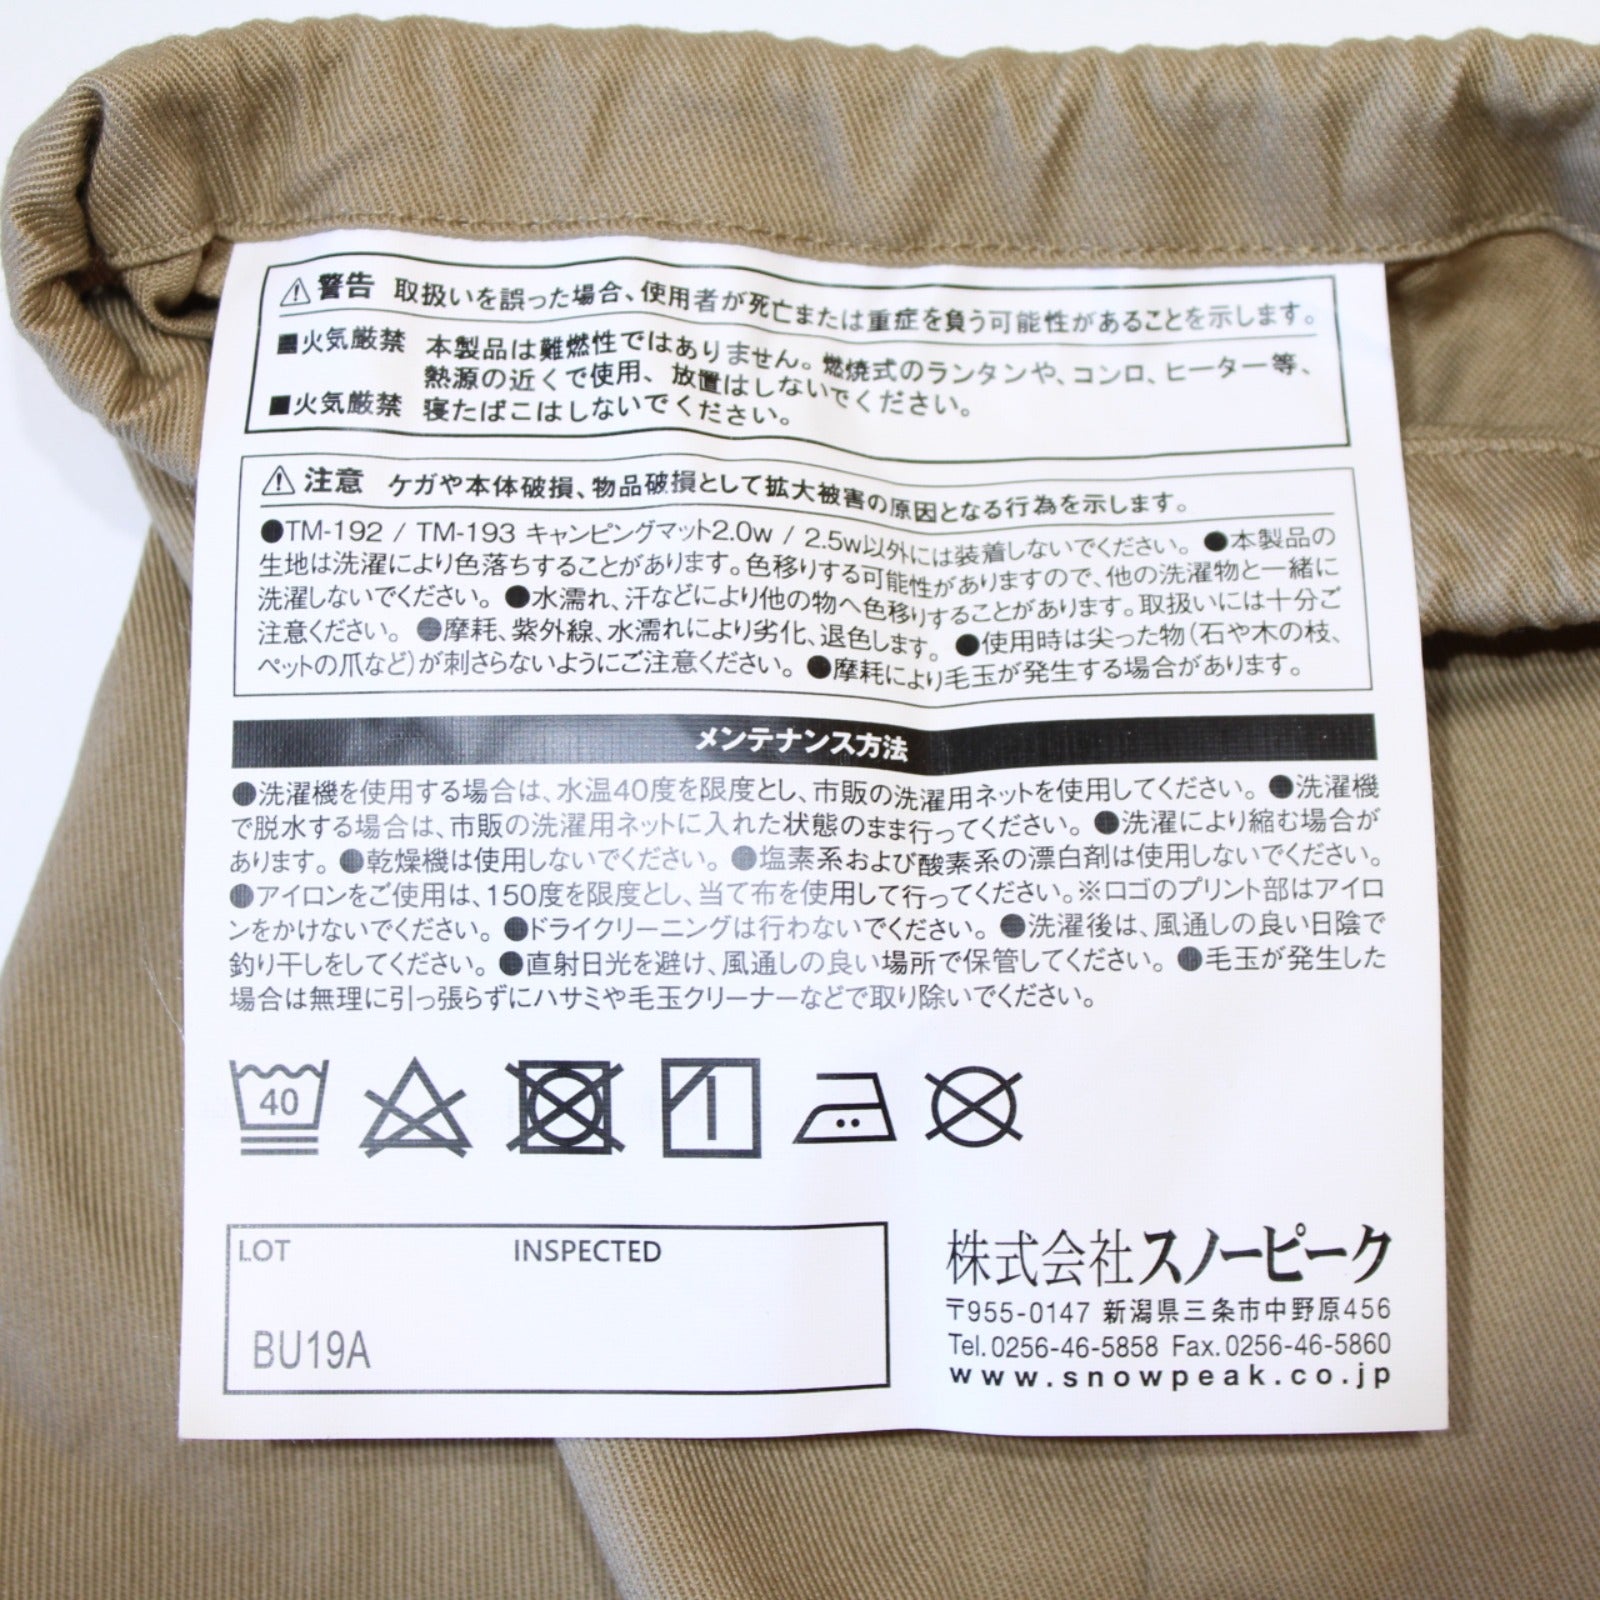 ⚠警告 取扱いを誤った場合、使用者が死亡または重症を負う可能性があることを示します。
■火気厳禁 本製品は難燃性ではありません。燃焼式のランタンや、コンロ、ヒーター等、
熱源の近くで使用、放置はしないでください。
■火気厳禁 寝たばこはしないでください。
⚠注意 ケガや本体破損、物品破損として拡大被害の原因となる行為を示します。
●TM-192 / TM-193 キャンピングマット2.0w / 2.5w以外には装着しないでください。 ●本製品の
生地は洗濯により色落ちすることがあります。色移りする可能性がありますので、他の洗濯物と一緒に
洗濯しないでください。 ●水濡れ、汗などにより他の物へ色移りすることがあります。取扱いには十分ご
注意ください。 ●摩耗、紫外線、水濡れにより劣化、退色します。 ●使用時は尖った物（石や木の枝、
ペットの爪など）が刺さらないようにご注意ください。 ●摩耗により毛玉が発生する場合があります。
メンテナンス方法
●洗濯機を使用する場合は、水温40度を限度とし、市販の洗濯用ネットを使用してください。 ●洗濯機
で脱水する場合は、市販の洗濯用ネットに入れた状態のまま行ってください。 ●洗濯により縮む場合が
あります。 ●乾燥機は使用しないでください。 ●塩素系および酸素系の漂白剤は使用しないでください。
●アイロンをご使用は、150度を限度とし、当て布を使用して行ってください。※ロゴのプリント部はアイロ
ンをかけないでください。 ●ドライクリーニングは行わないでください。 ●洗濯後は、風通しの良い日陰で
釣り干しをしてください。 ●直射日光を避け、風通しの良い場所で保管してください。 ●毛玉が発生した
場合は無理に引っ張らずにハサミや毛玉クリーナーなどで取り除いでください。
40
LOT INSPECTED
BU19A
株式会社スノーピーク
〒955-0147 新潟県三条市中野原456
Tel.0256-46-5858 Fax.0256-46-5860
www.snowpeak.co.jp